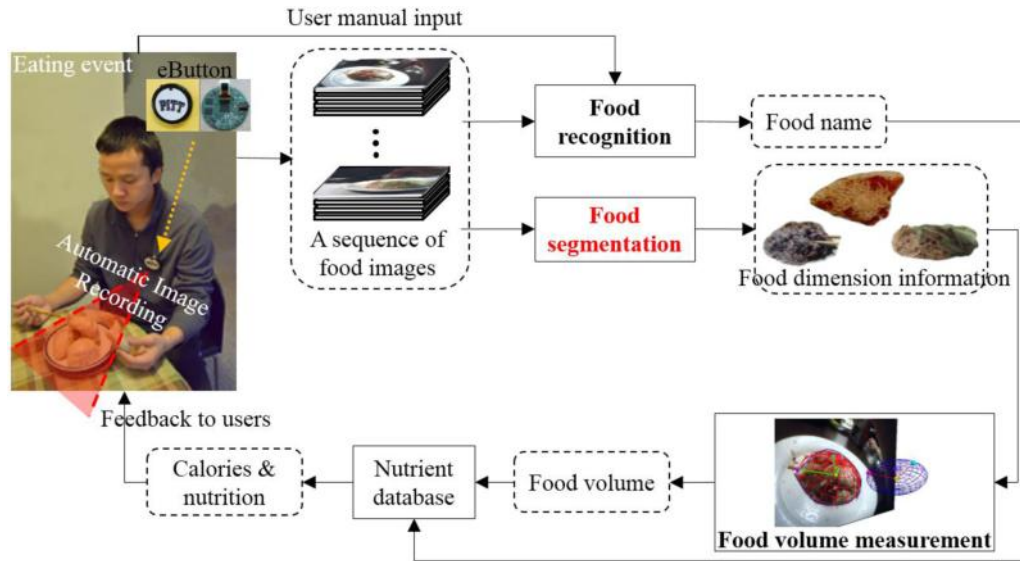 User manual input
Eating event
eButton
PITT
Food
recognition
Food name
A sequence of
food images
Food
segmentation
Food dimension information
Automatic Image
Recording
Feedback to users
Calories &
nutrition
Nutrient
database
Food volume
Food volume measurement